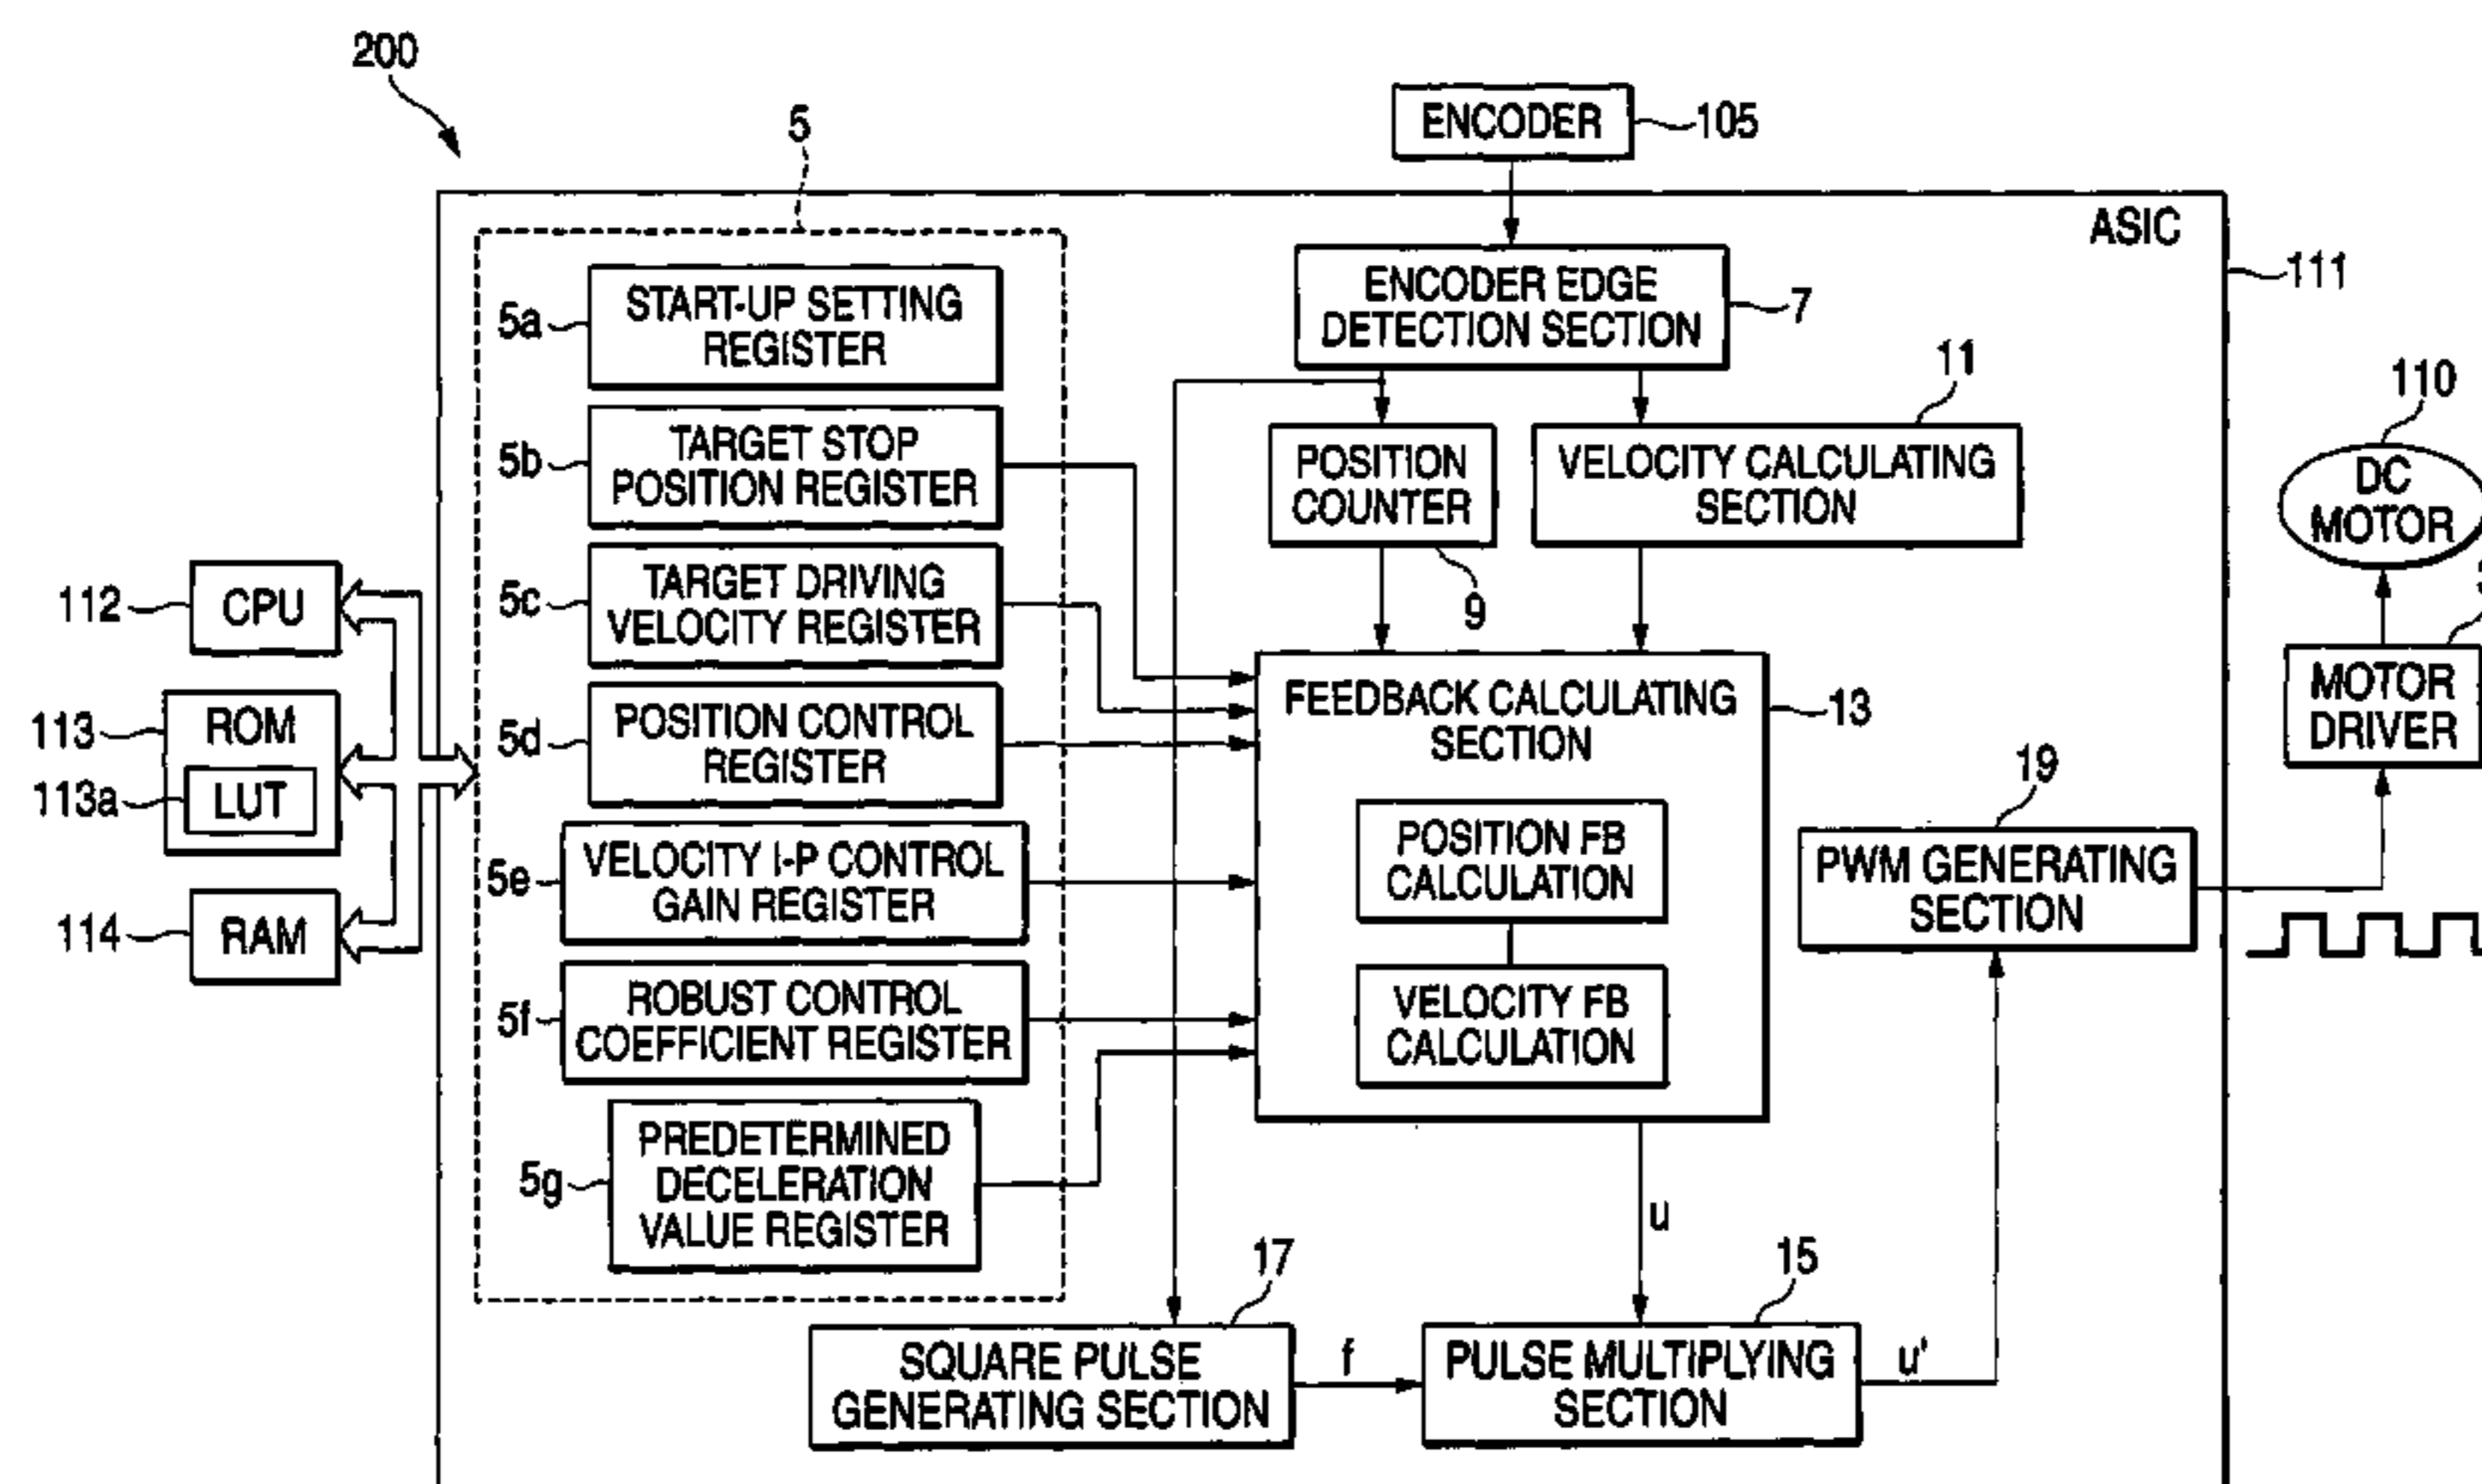 200
5
ENCODER
105
ASIC
111
5a
START-UP SETTING
REGISTER
ENCODER EDGE
DETECTION SECTION
7
11
110
5b
TARGET STOP
POSITION REGISTER
POSITION
COUNTER
9
VELOCITY CALCULATING
SECTION
DC
MOTOR
112
CPU
5c
TARGET DRIVING
VELOCITY REGISTER
113
ROM
113a
LUT
5d
POSITION CONTROL
REGISTER
FEEDBACK CALCULATING
SECTION
13
MOTOR
DRIVER
19
114
RAM
5e
VELOCITY I-P CONTROL
GAIN REGISTER
POSITION FB
CALCULATION
PWM GENERATING
SECTION
5f
ROBUST CONTROL
COEFFICIENT REGISTER
VELOCITY FB
CALCULATION
5g
PREDETERMINED
DECELERATION
VALUE REGISTER
u
17
15
SQUARE PULSE
GENERATING SECTION
f
PULSE MULTIPLYING
SECTION
u'